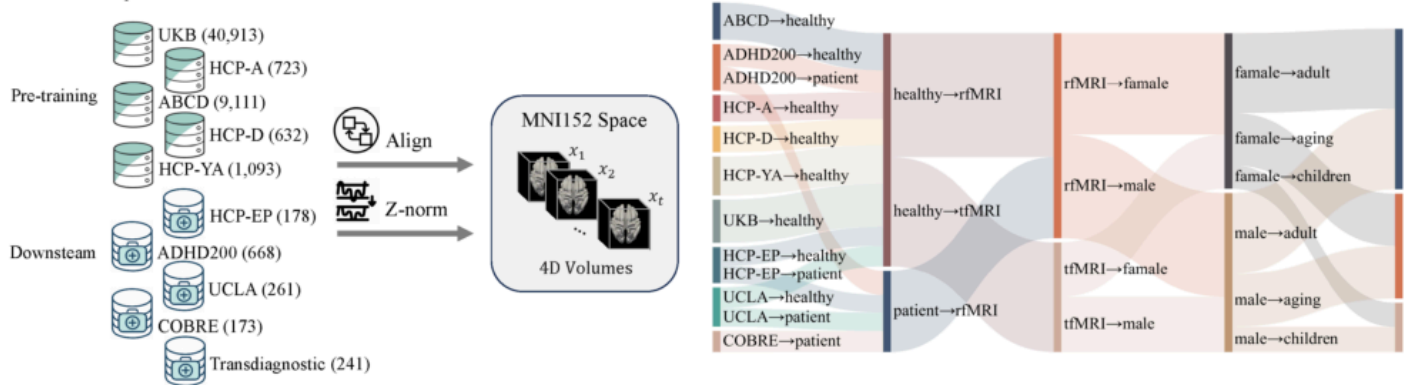 Pre-training
UKB (40,913)
HCP-A (723)
ABCD (9,111)
HCP-D (632)
HCP-YA (1,093)
Downsteam
HCP-EP (178)
ADHD200 (668)
UCLA (261)
COBRE (173)
Transdiagnostic (241)
Align
Z-norm
MNI152 Space
x1
x2
xt
...
4D Volumes
ABCD→healthy
ADHD200→healthy
ADHD200→patient
HCP-A→healthy
HCP-D→healthy
HCP-YA→healthy
UKB→healthy
HCP-EP→healthy
HCP-EP→patient
UCLA→healthy
UCLA→patient
COBRE→patient
healthy→rfMRI
healthy→tfMRI
patient→rfMRI
rfMRI→famale
rfMRI→male
tfMRI→famale
tfMRI→male
famale→adult
famale→aging
famale→children
male→adult
male→aging
male→children